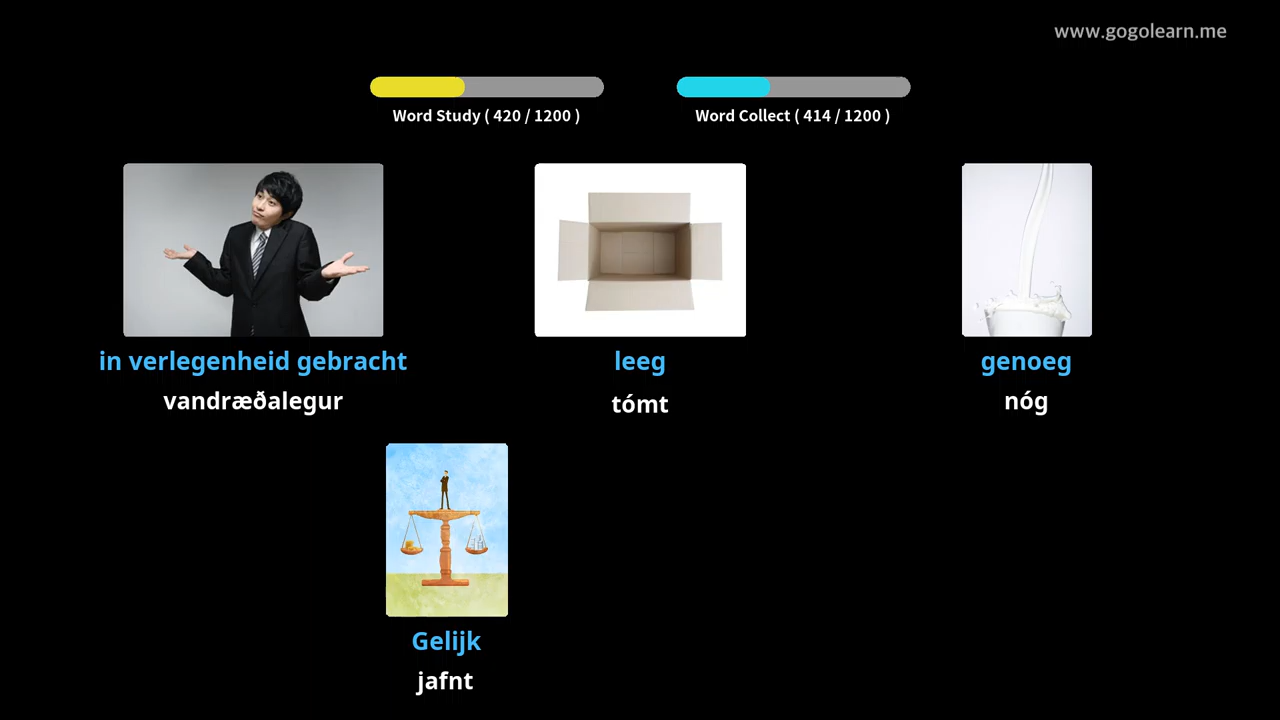 www.gogolearn.me
Word Study ( 420 / 1200 )
Word Collect ( 414 / 1200 )
in verlegenheid gebracht
vandræðalegur
leeg
tómt
genoeg
nóg
Gelijk
jafnt